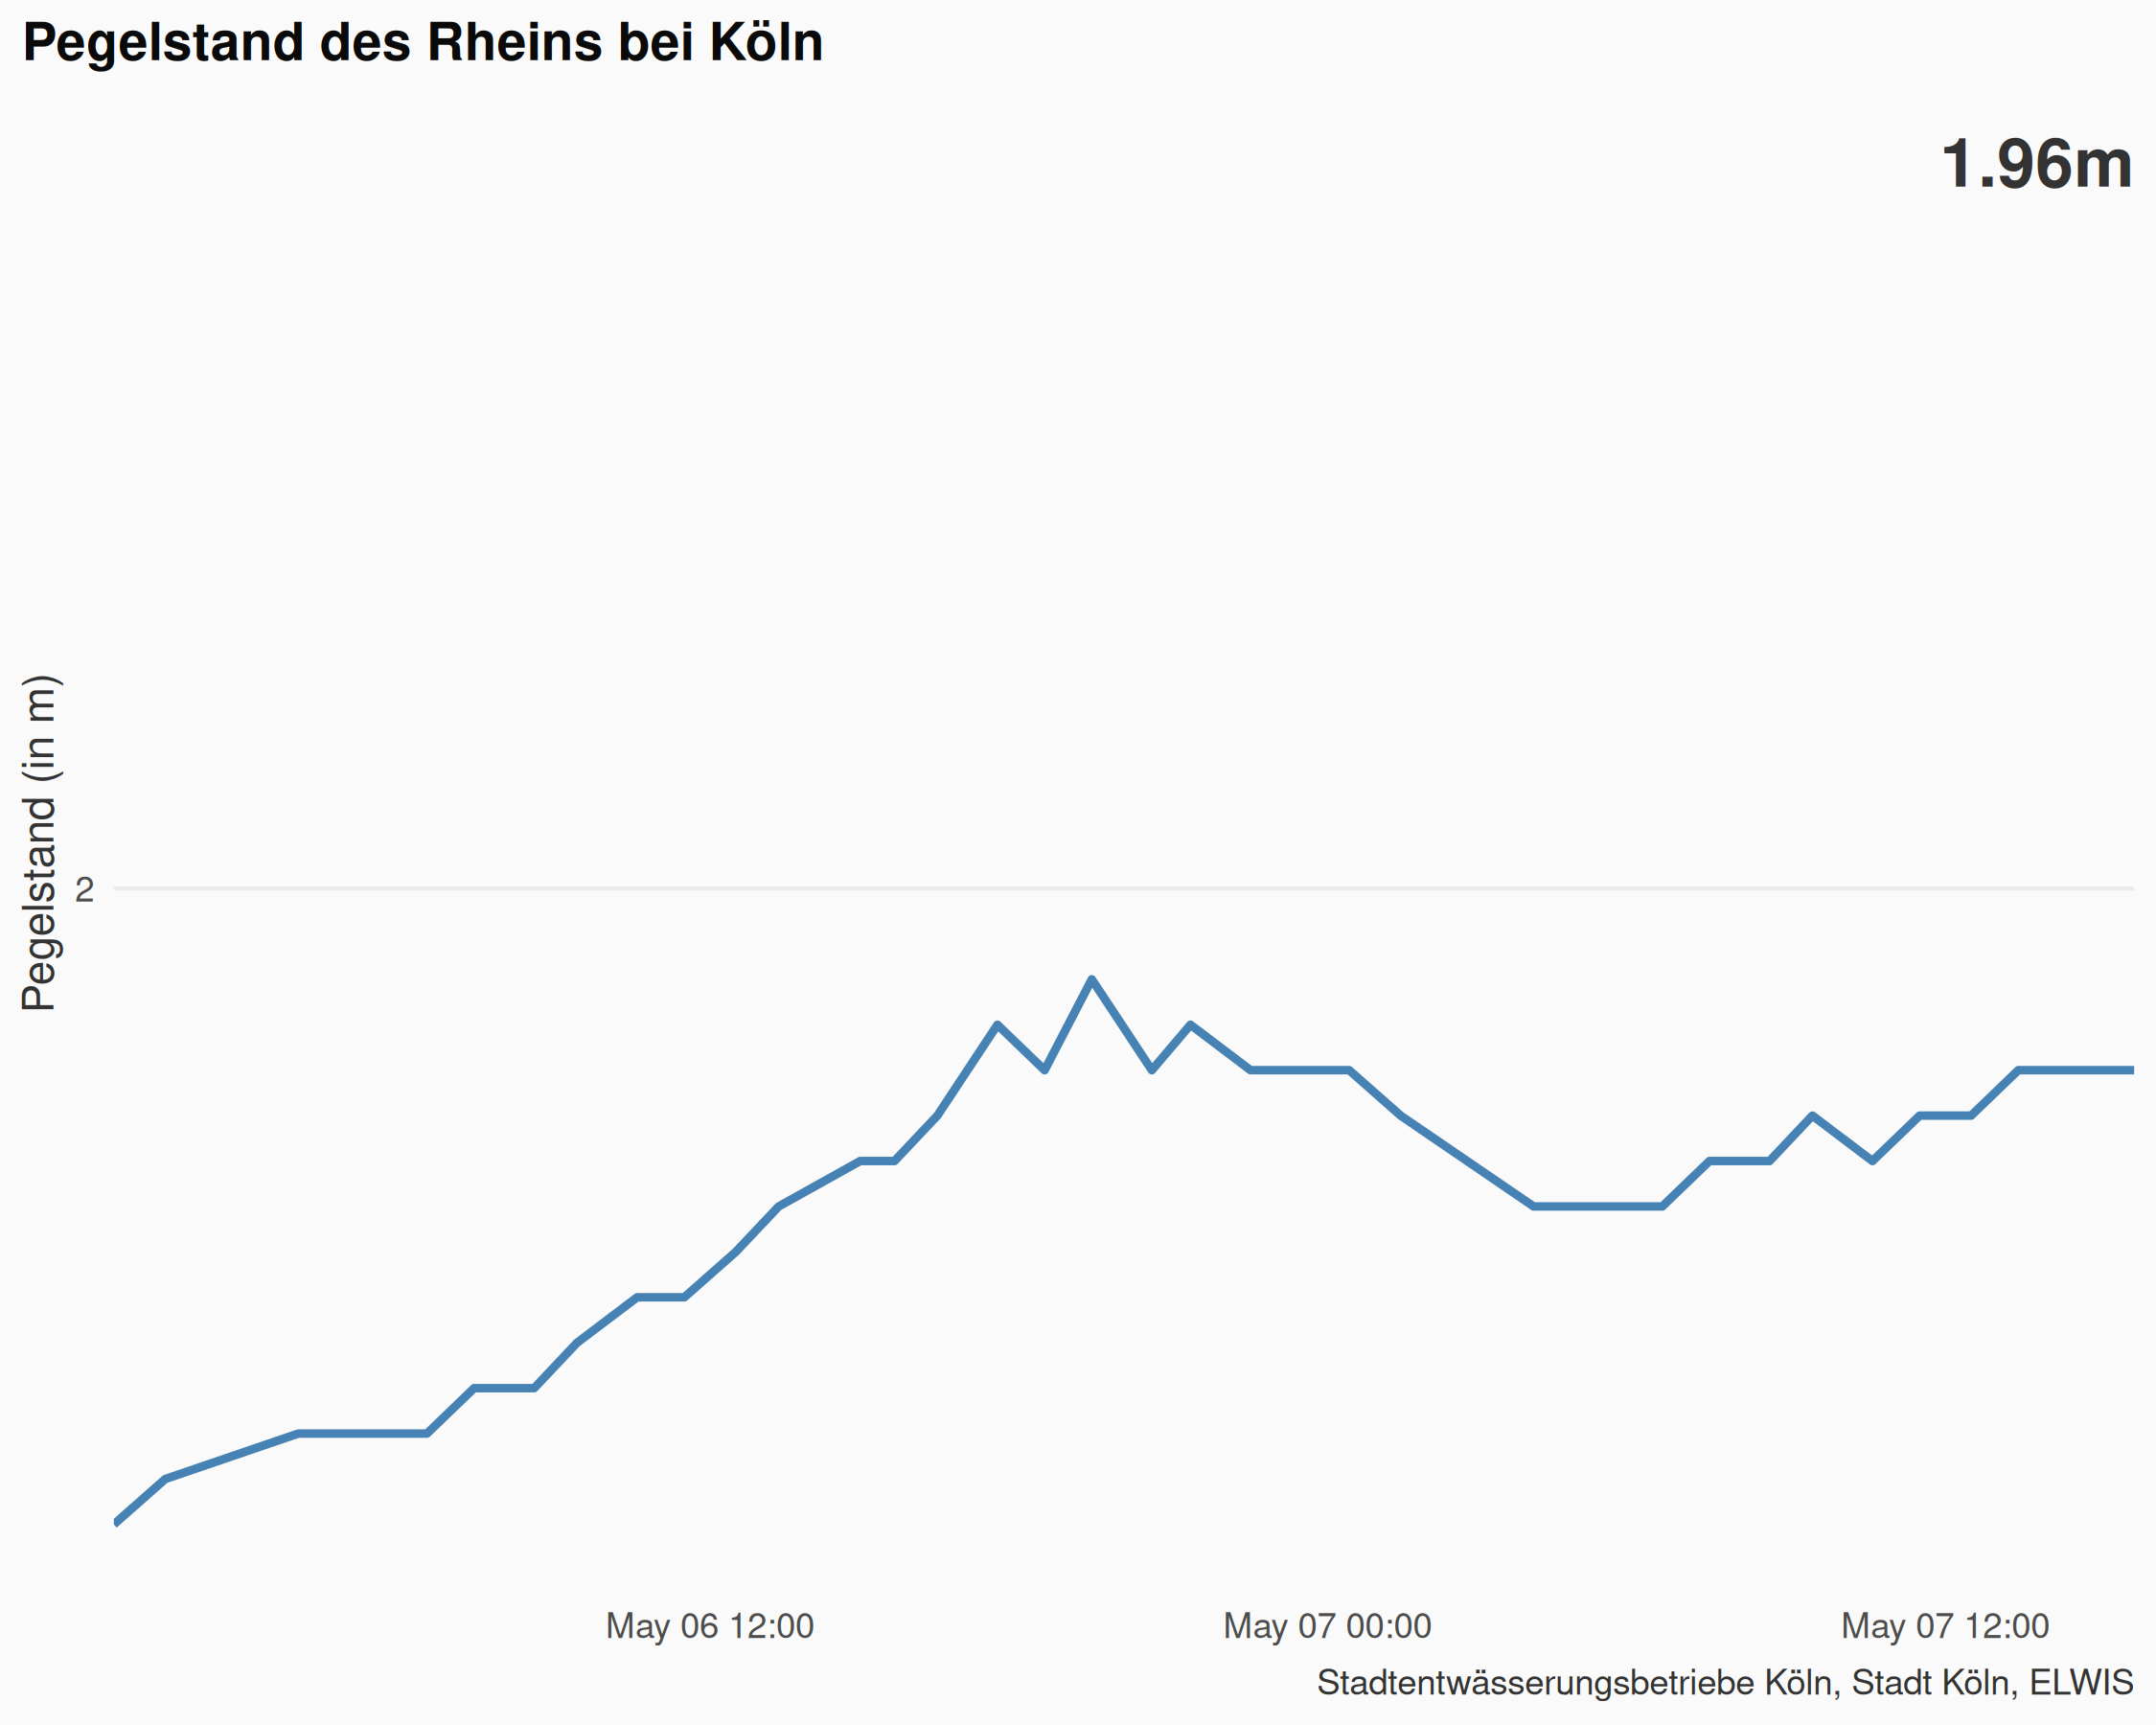 Pegelstand des Rheins bei Köln
1.96m
Pegelstand (in m)
2
May 06 12:00
May 07 00:00
May 07 12:00
Stadtentwässerungsbetriebe Köln, Stadt Köln, ELWIS